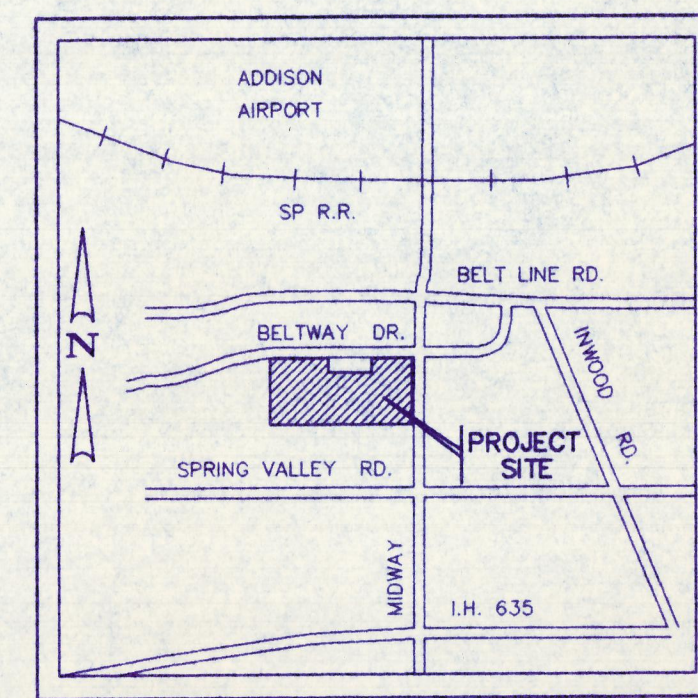 ADDISON
AIRPORT
SP R.R.
BELT LINE RD.
BELTWAY DR.
N
INWOOD RD.
PROJECT
SITE
SPRING VALLEY RD.
MIDWAY
I.H. 635